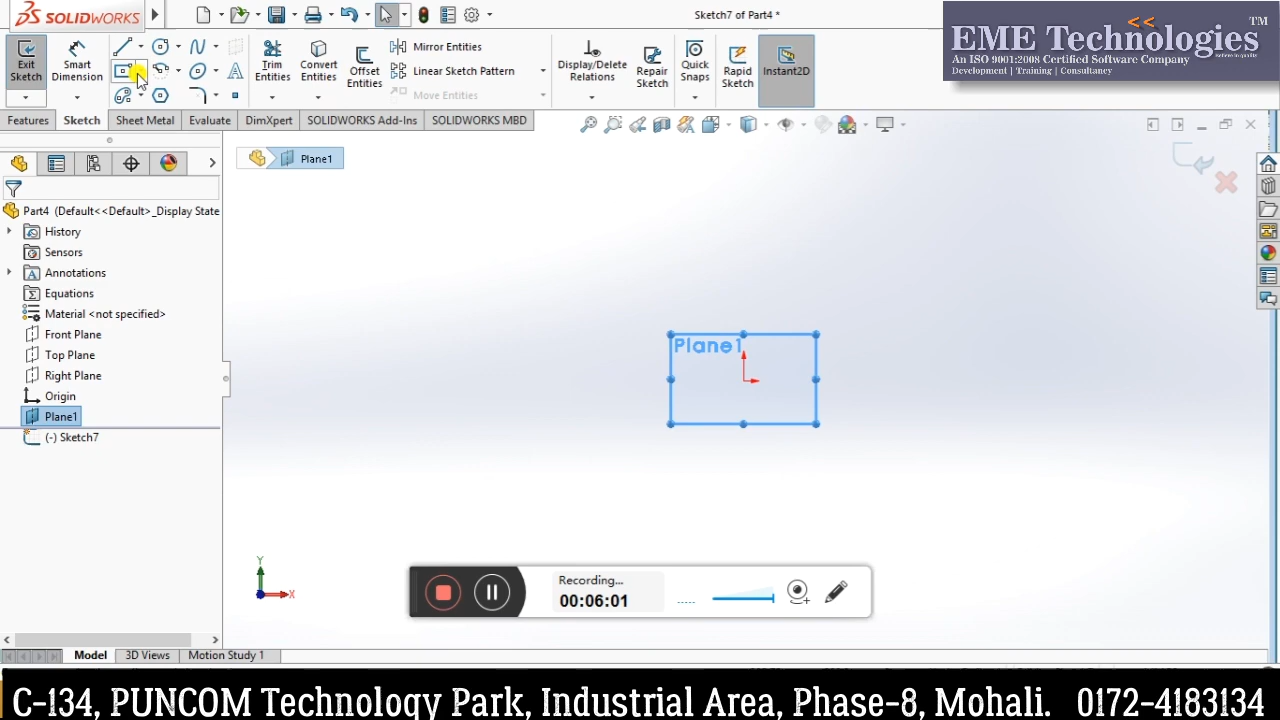 SOLIDWORKS
Sketch7 of Part4 *
<<
TM
EME Technologies
An ISO 9001:2008 Certified Software Company
Believe in quality
Development | Training | Consultancy
Exit Sketch
Smart Dimension
Trim Entities
Convert Entities
Offset Entities
Mirror Entities
Linear Sketch Pattern
Move Entities
Display/Delete Relations
Repair Sketch
Quick Snaps
Rapid Sketch
Instant2D
Features
Sketch
Sheet Metal
Evaluate
DimXpert
SOLIDWORKS Add-Ins
SOLIDWORKS MBD
Plane1
Part4 (Default<<Default>_Display State
History
Sensors
Annotations
Equations
Material <not specified>
Front Plane
Top Plane
Right Plane
Origin
Plane1
(-) Sketch7
Plane1
Y
X
Recording...
00:06:01
Model
3D Views
Motion Study 1
C-134, PUNCOM Technology Park, Industrial Area, Phase-8, Mohali. 0172-4183134